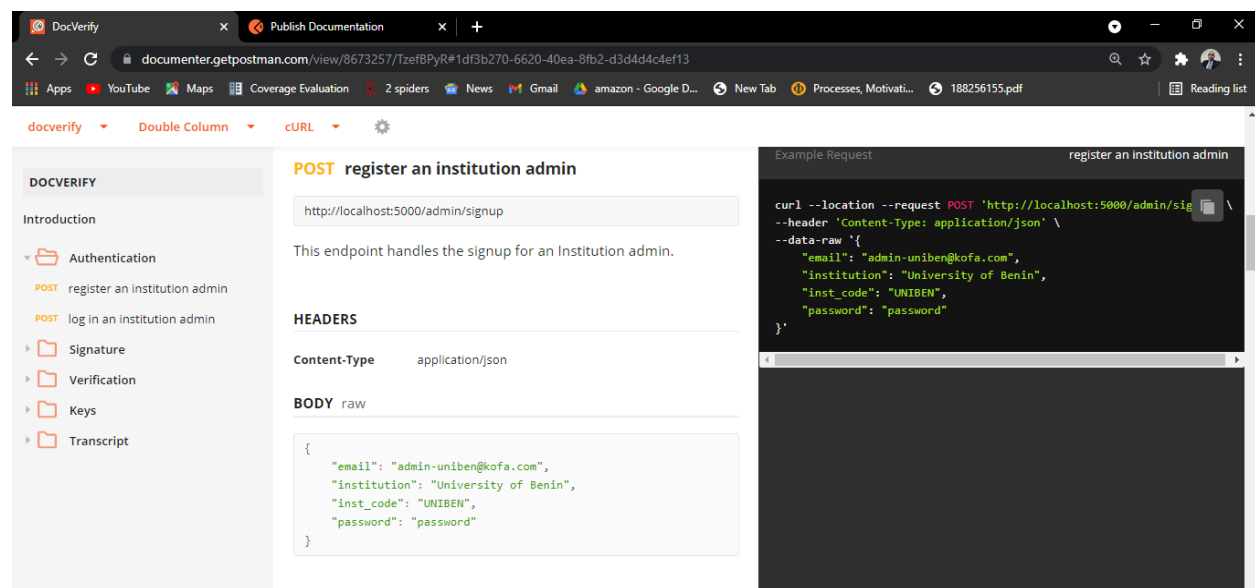 DocVerify
Publish Documentation
documenter.getpostman.com/view/8673257/TzefBPyR#1df3b270-6620-40ea-8fb2-d3d4d4c4ef13
Apps YouTube Maps Coverage Evaluation 2 spiders News Gmail amazon - Google D... New Tab Processes, Motivati... 188256155.pdf Reading list
docverify Double Column cURL
DOCVERIFY
Introduction
Authentication
POST register an institution admin
POST log in an institution admin
Signature
Verification
Keys
Transcript
POST register an institution admin
http://localhost:5000/admin/signup
This endpoint handles the signup for an Institution admin.
HEADERS
Content-Type application/json
BODY raw
{
"email": "admin-uniben@kofa.com",
"institution": "University of Benin",
"inst_code": "UNIBEN",
"password": "password"
}
Example Request register an institution admin
curl --location --request POST 'http://localhost:5000/admin/sig \
--header 'Content-Type: application/json' \
--data-raw '{
"email": "admin-uniben@kofa.com",
"institution": "University of Benin",
"inst_code": "UNIBEN",
"password": "password"
}'